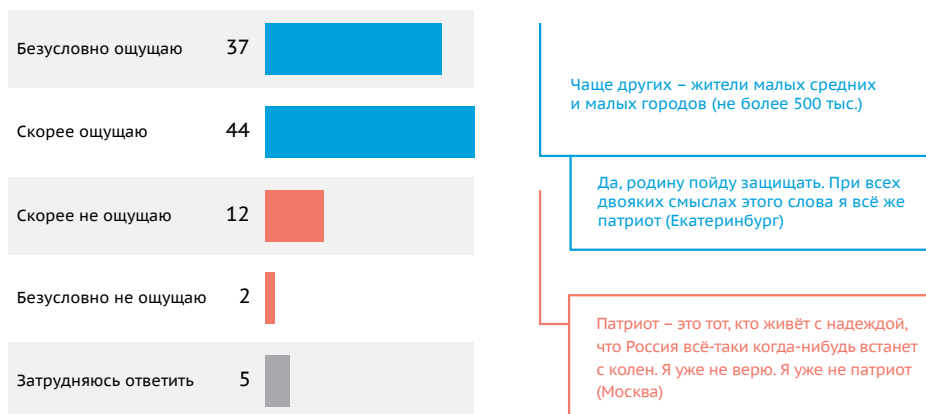 Безусловно ощущаю 37
Скорее ощущаю 44
Скорее не ощущаю 12
Безусловно не ощущаю 2
Затрудняюсь ответить 5
Чаще других – жители малых средних
и малых городов (не более 500 тыс.)
Да, родину пойду защищать. При всех
двояких смыслах этого слова я всё же
патриот (Екатеринбург)
Патриот – это тот, кто живёт с надеждой,
что Россия всё-таки когда-нибудь встанет
с колен. Я уже не верю. Я уже не патриот
(Москва)